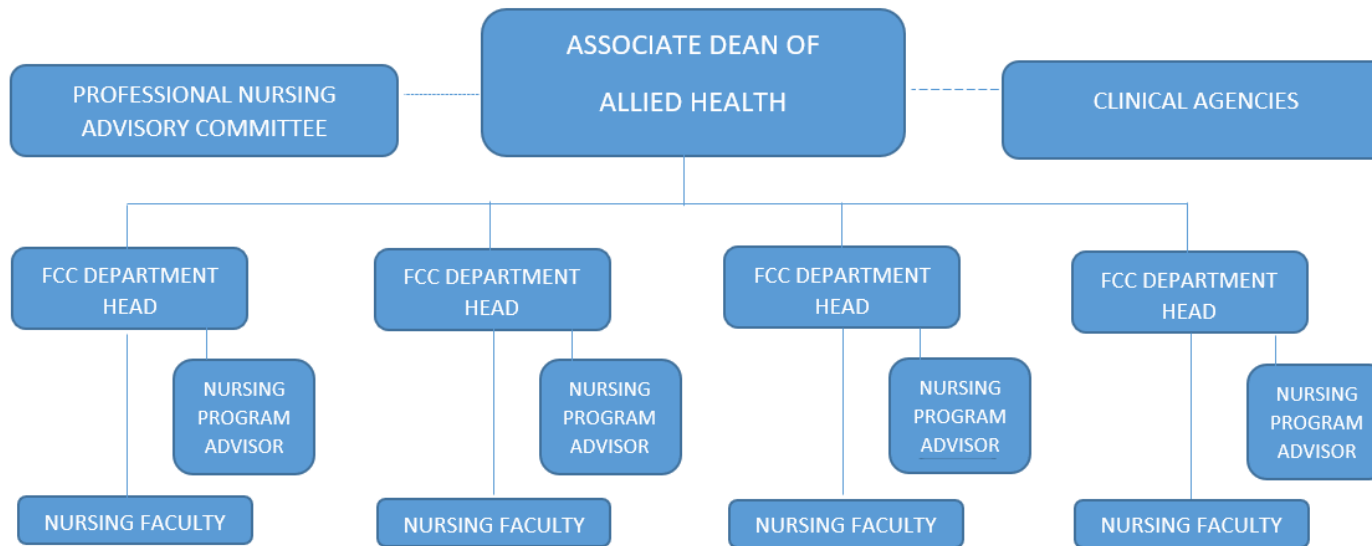 ASSOCIATE DEAN OF
ALLIED HEALTH
PROFESSIONAL NURSING
ADVISORY COMMITTEE
CLINICAL AGENCIES
FCC DEPARTMENT
HEAD
FCC DEPARTMENT
HEAD
FCC DEPARTMENT
HEAD
FCC DEPARTMENT
HEAD
NURSING
PROGRAM
ADVISOR
NURSING
PROGRAM
ADVISOR
NURSING
PROGRAM
ADVISOR
NURSING
PROGRAM
ADVISOR
NURSING FACULTY
NURSING FACULTY
NURSING FACULTY
NURSING FACULTY